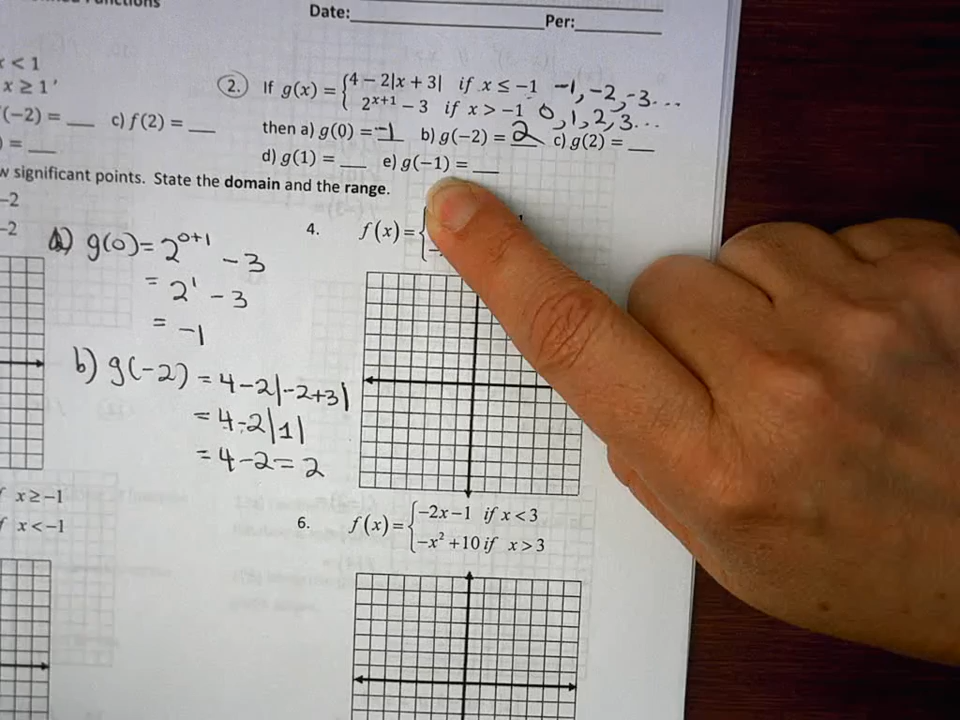 Functions
Date:____________ Per:________
x < 1
x ≥ 1'
(−2) = ___ c) f(2) = ___
) = ___
2. If g(x) = { 4 − 2|x + 3| if x ≤ −1 -1, -2, -3...
2^{x+1} − 3 if x > −1 0, 1, 2, 3...
then a) g(0) = -1 b) g(−2) = 2 c) g(2) = ___
d) g(1) = ___ e) g(−1) = ___
w significant points. State the domain and the range.
−2
−2
4. f(x) = {
a) g(0) = 2^{0+1} - 3
= 2^1 - 3
= -1
b) g(-2) = 4-2|-2+3|
= 4-2|1|
= 4-2 = 2
f x ≥ −1
f x < −1
6. f(x) = { −2x−1 if x < 3
−x²+10 if x > 3